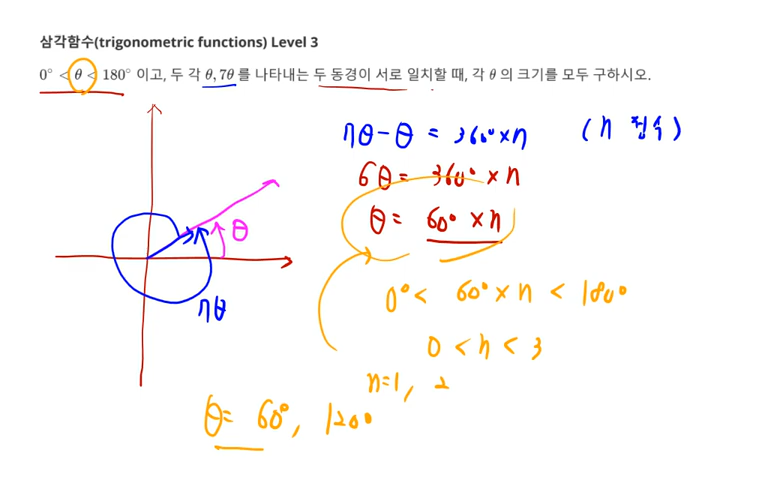 삼각함수(trigonometric functions) Level 3
0° < θ < 180° 이고, 두 각 θ, 7θ 를 나타내는 두 동경이 서로 일치할 때, 각 θ 의 크기를 모두 구하시오.
7θ - θ = 360° × n (n 정수)
6θ = 360° × n
θ = 60° × n
θ
7θ
0° < 60° × n < 180°
0 < n < 3
n=1, 2
θ = 60°, 120°